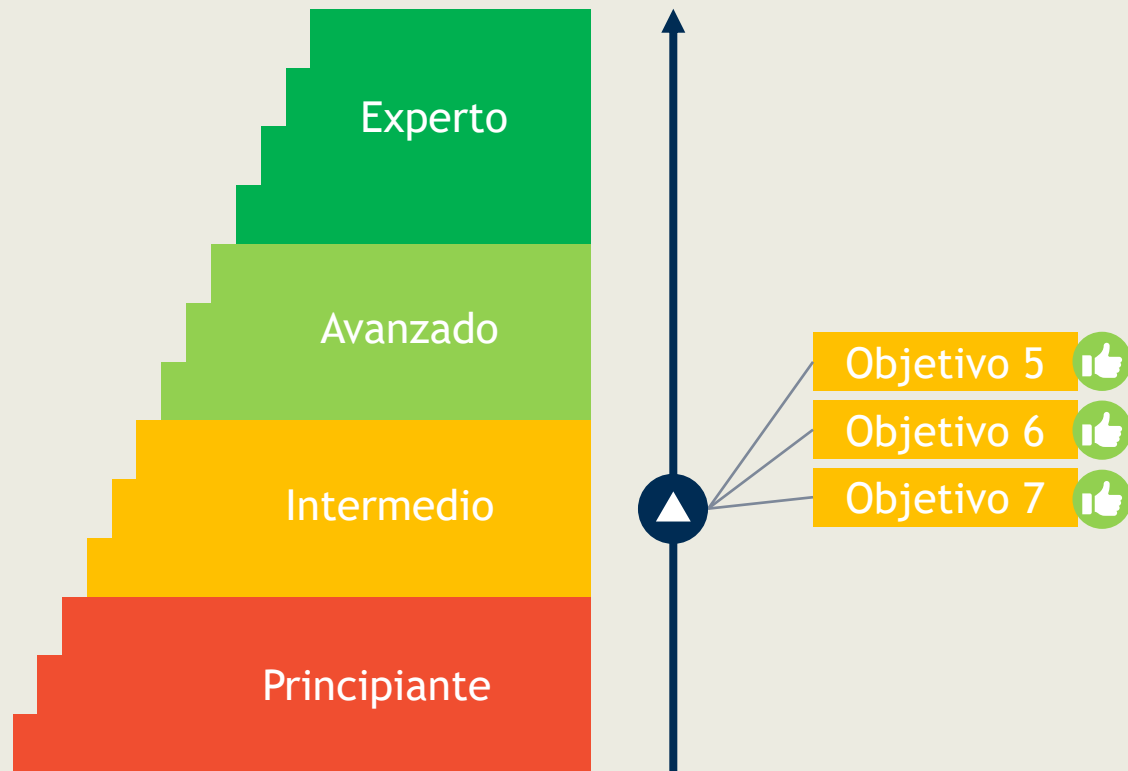 Experto
Avanzado
Intermedio
Principiante
Objetivo 5
Objetivo 6
Objetivo 7